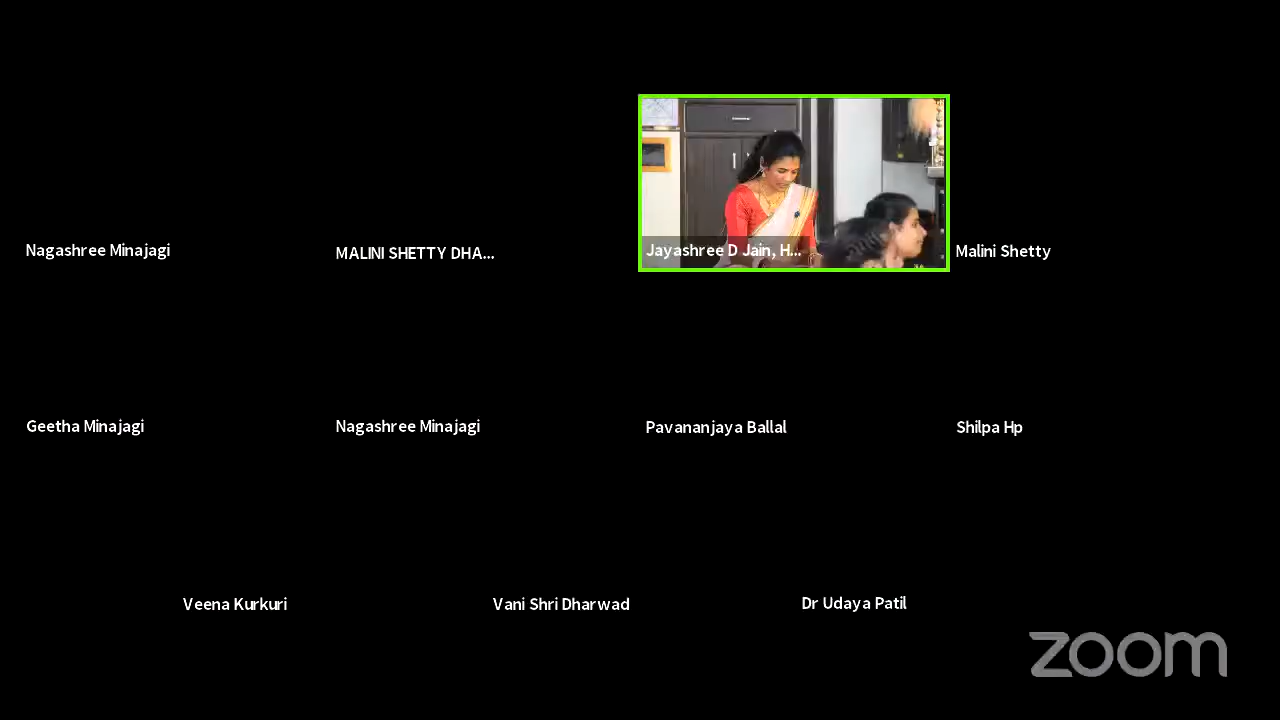 Nagashree Minajagi
MALINI SHETTY DHA...
Jayashree D Jain, H...
Malini Shetty
Geetha Minajagi
Nagashree Minajagi
Pavananjaya Ballal
Shilpa Hp
Veena Kurkuri
Vani Shri Dharwad
Dr Udaya Patil
zoom